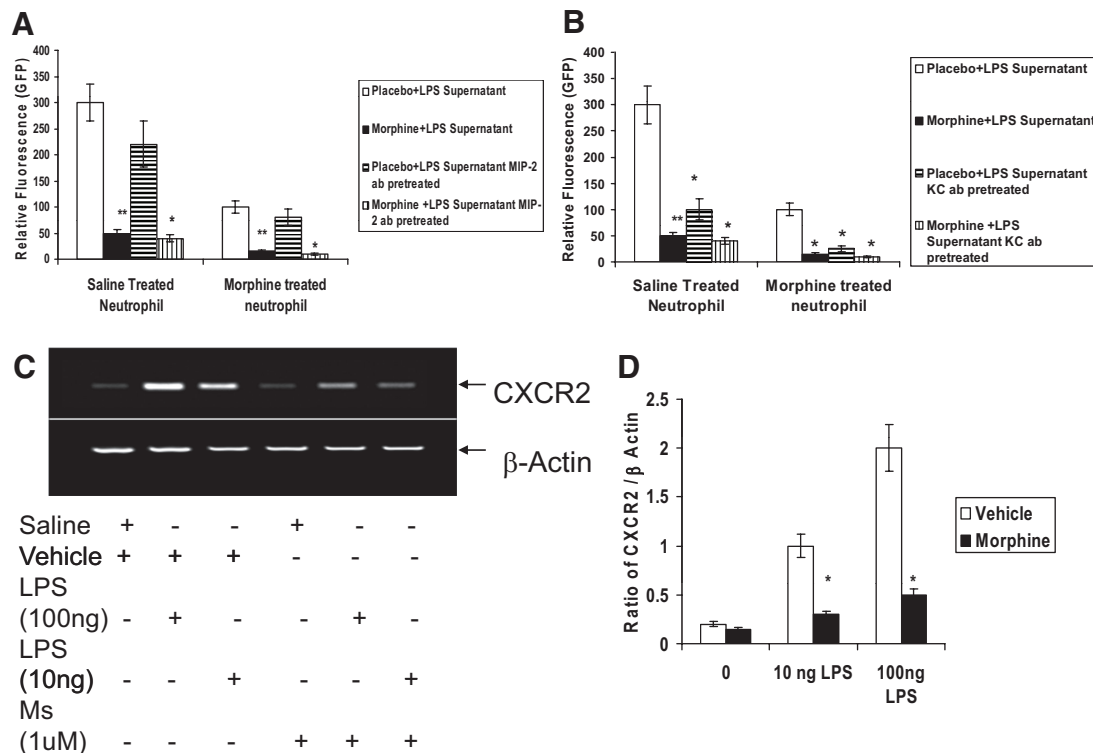 A
Relative Fluorescence (GFP)
400
350
300
250
200
150
100
50
0
** * ** *
Saline Treated Neutrophil
Morphine treated neutrophil
Placebo+LPS Supernatant
Morphine+LPS Supernatant
Placebo+LPS Supernatant MIP-2
ab pretreated
Morphine +LPS Supernatant MIP-
2 ab pretreated
B
Relative Fluorescence (GFP)
400
350
300
250
200
150
100
50
0
** * * * * *
Saline Treated Neutrophil
Morphine treated neutrophil
Placebo+LPS Supernatant
Morphine+LPS Supernatant
Placebo+LPS Supernatant
KC ab pretreated
Morphine +LPS
Supernatant KC ab
pretreated
C
CXCR2
β-Actin
Saline + - - + - -
Vehicle + + + - - -
LPS
(100ng) - + - - + -
LPS
(10ng) - - + - - +
Ms
(1uM) - - - + + +
D
Ratio of CXCR2 / β Actin
2.5
2
1.5
1
0.5
0
* *
0 10 ng LPS 100ng
LPS
Vehicle
Morphine